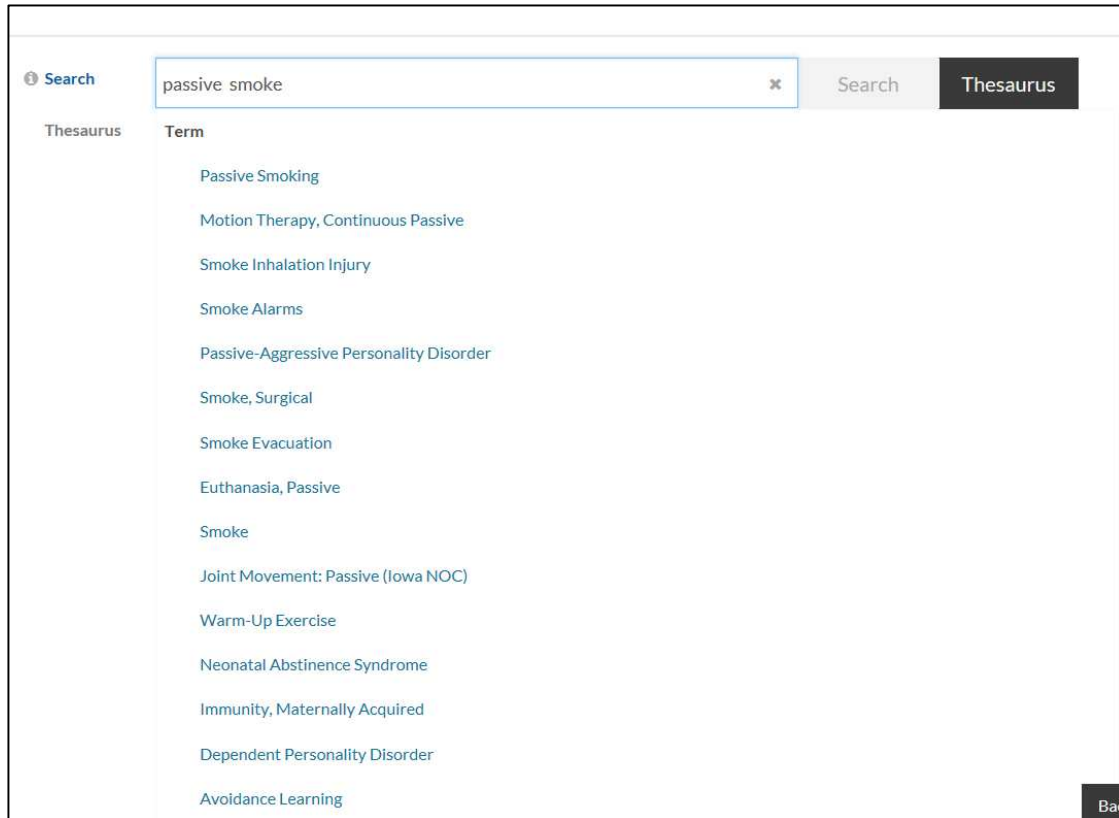 Search passive smoke Search Thesaurus
Thesaurus Term
Passive Smoking
Motion Therapy, Continuous Passive
Smoke Inhalation Injury
Smoke Alarms
Passive-Aggressive Personality Disorder
Smoke, Surgical
Smoke Evacuation
Euthanasia, Passive
Smoke
Joint Movement: Passive (Iowa NOC)
Warm-Up Exercise
Neonatal Abstinence Syndrome
Immunity, Maternally Acquired
Dependent Personality Disorder
Avoidance Learning